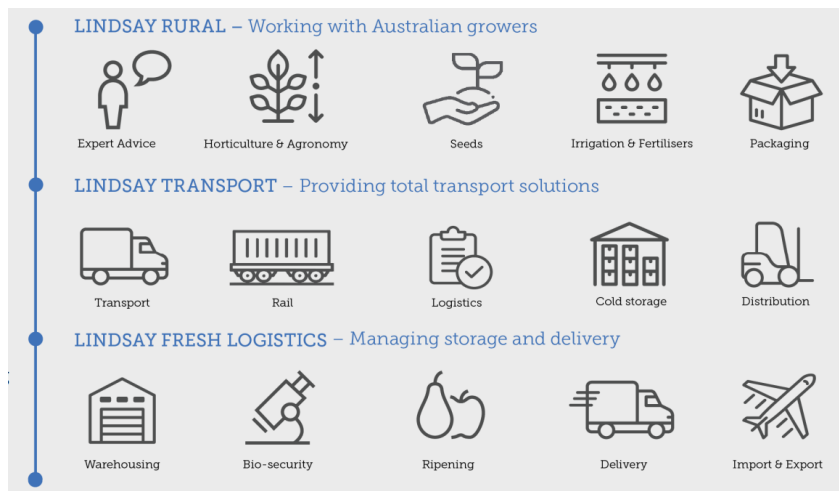 LINDSAY RURAL – Working with Australian growers
Expert Advice
Horticulture & Agronomy
Seeds
Irrigation & Fertilisers
Packaging
LINDSAY TRANSPORT – Providing total transport solutions
Transport
Rail
Logistics
Cold storage
Distribution
LINDSAY FRESH LOGISTICS – Managing storage and delivery
Warehousing
Bio-security
Ripening
Delivery
Import & Export